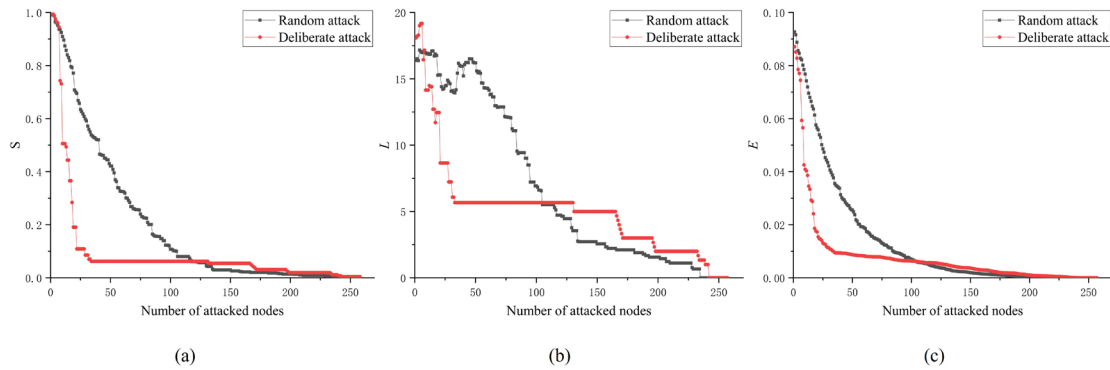 Random attack
Deliberate attack
1.0
0.8
0.6
0.4
0.2
0.0
S
0 50 100 150 200 250
Number of attacked nodes
(a)
Random attack
Deliberate attack
20
15
10
5
0
L
0 50 100 150 200 250
Number of attacked nodes
(b)
Random attack
Deliberate attack
0.10
0.08
0.06
0.04
0.02
0.00
E
0 50 100 150 200 250
Number of attacked nodes
(c)